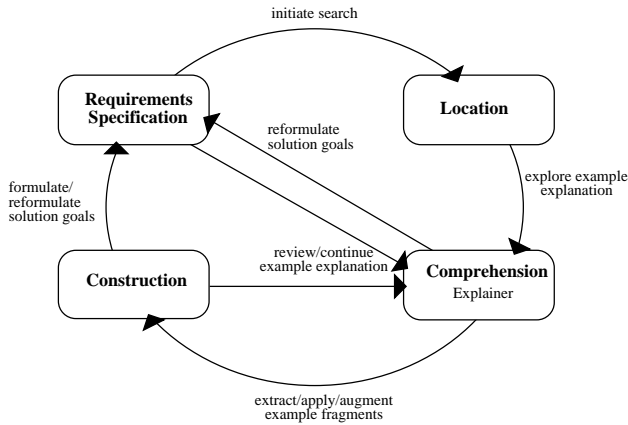 initiate search
Requirements
Specification
Location
reformulate
solution goals
explore example
explanation
formulate/
reformulate
solution goals
review/continue
example explanation
Construction
Comprehension
Explainer
extract/apply/augment
example fragments